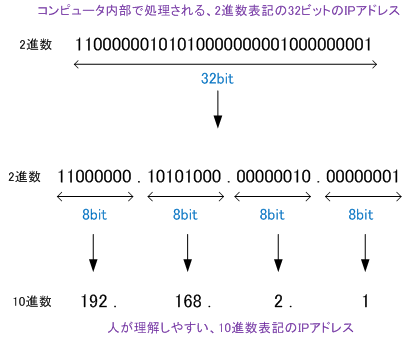 コンピュータ内部で処理される、2進数表記の32ビットのIPアドレス
2進数 11000000101010000000001000000001
32bit
2進数 11000000 . 10101000 . 00000010 . 00000001
8bit 8bit 8bit 8bit
10進数 192 . 168 . 2 . 1
人が理解しやすい、10進数表記のIPアドレス